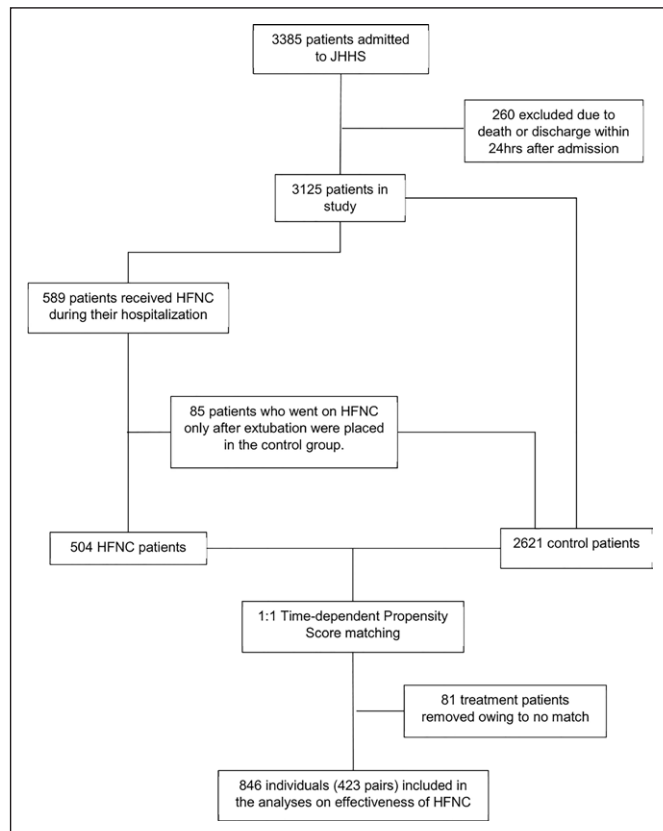 3385 patients admitted
to JHHS
260 excluded due to
death or discharge within
24hrs after admission
3125 patients in
study
589 patients received HFNC
during their hospitalization
85 patients who went on HFNC
only after extubation were placed
in the control group.
504 HFNC patients
2621 control patients
1:1 Time-dependent Propensity
Score matching
81 treatment patients
removed owing to no match
846 individuals (423 pairs) included in
the analyses on effectiveness of HFNC